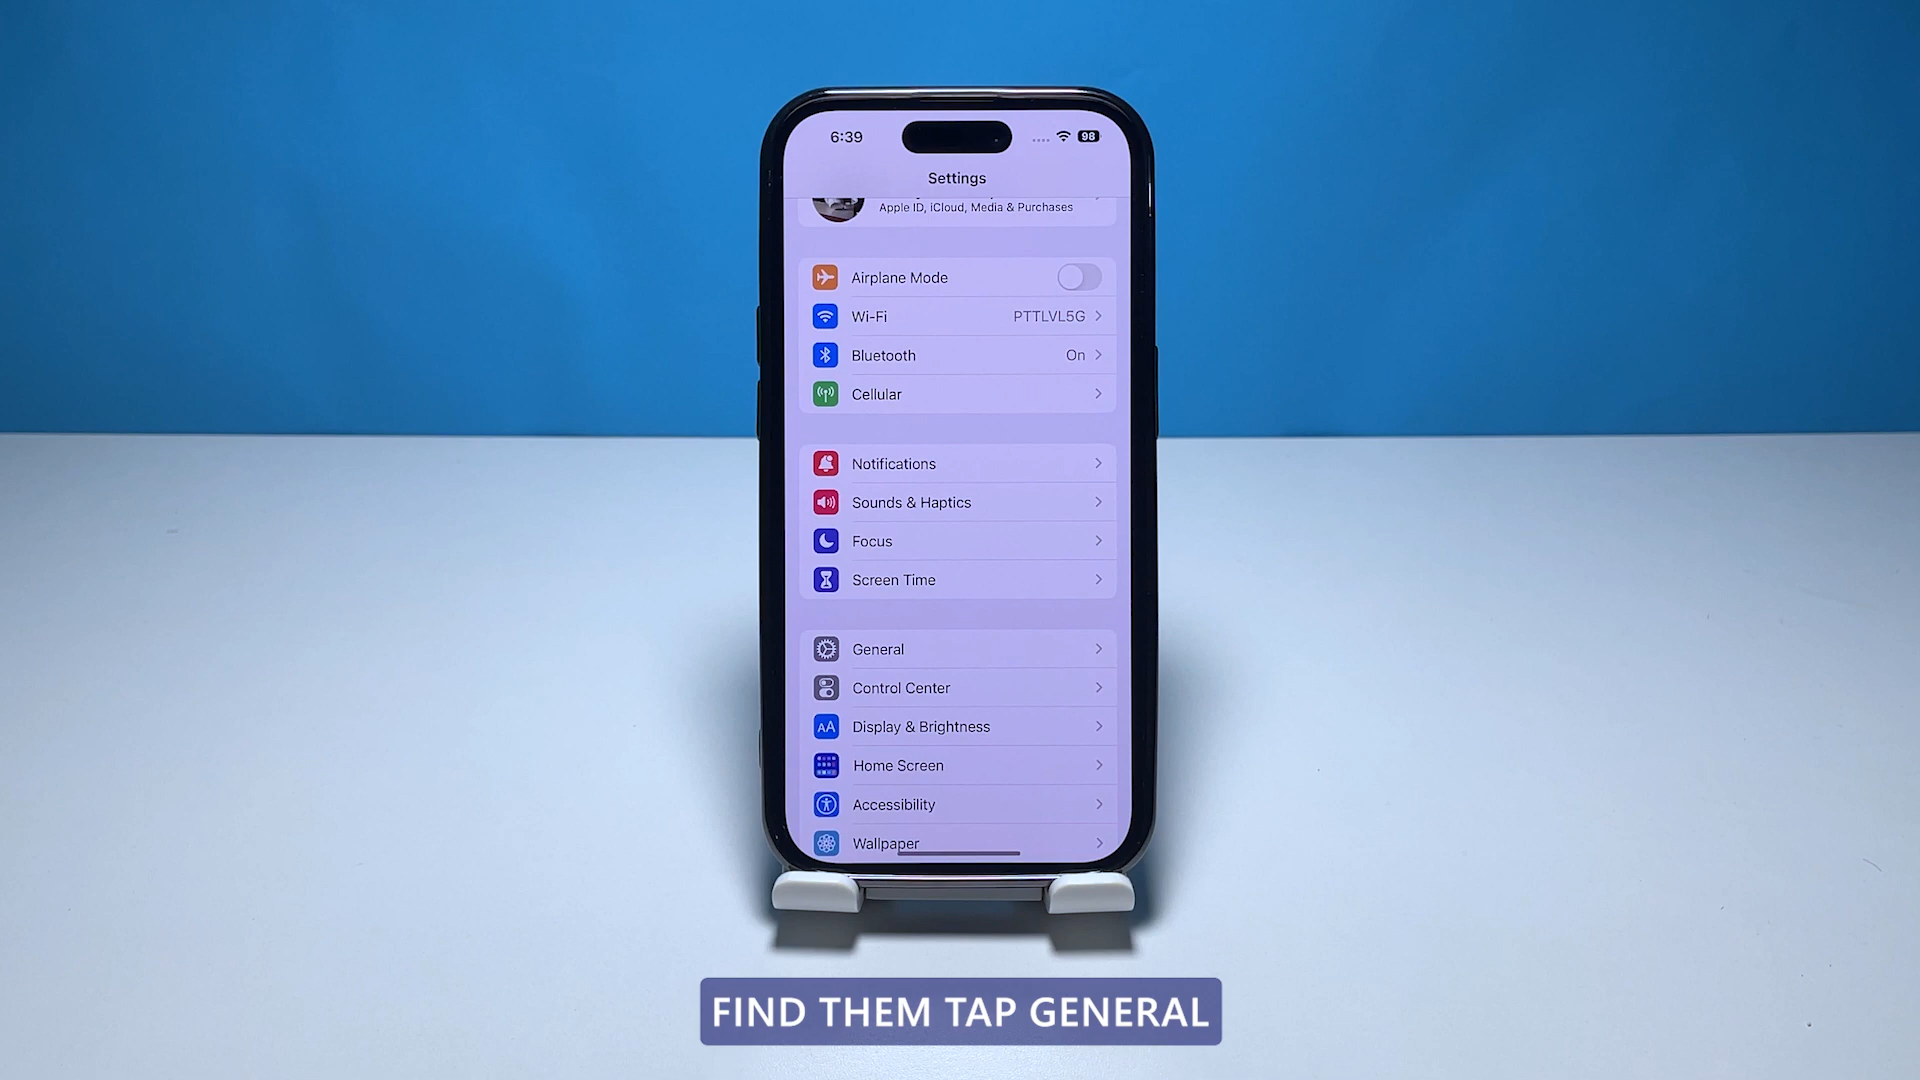 6:39
98
Settings
Apple ID, iCloud, Media & Purchases
Airplane Mode
Wi-Fi PTTLVL5G
Bluetooth On
Cellular
Notifications
Sounds & Haptics
Focus
Screen Time
General
Control Center
AA Display & Brightness
Home Screen
Accessibility
Wallpaper
FIND THEM TAP GENERAL